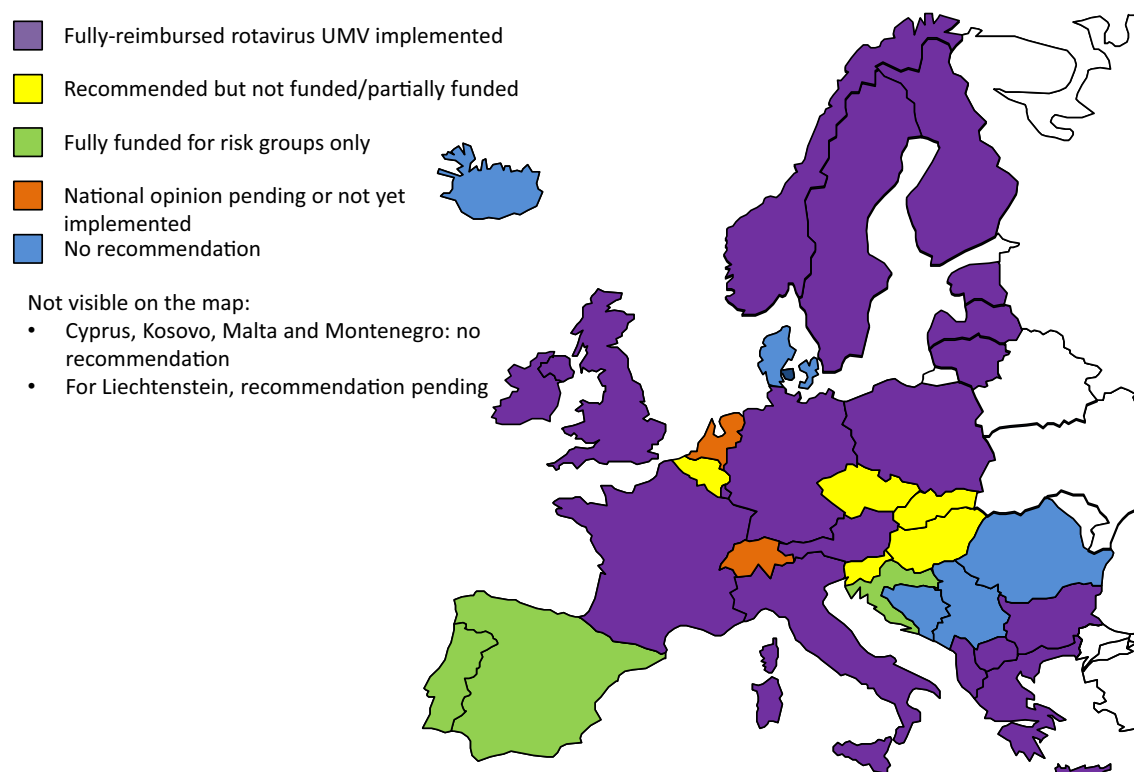 Fully-reimbursed rotavirus UMV implemented
Recommended but not funded/partially funded
Fully funded for risk groups only
National opinion pending or not yet
implemented
No recommendation
Not visible on the map:
• Cyprus, Kosovo, Malta and Montenegro: no
recommendation
• For Liechtenstein, recommendation pending